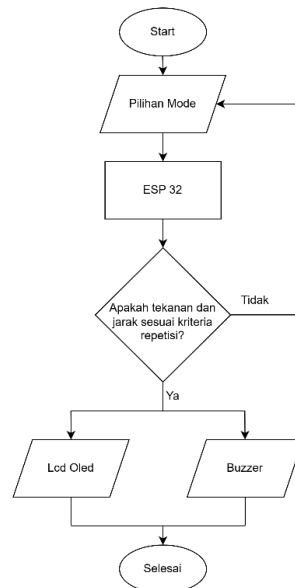 Start
Pilihan Mode
ESP 32
Apakah tekanan dan
jarak sesuai kriteria
repetisi?
Tidak
Ya
Lcd Oled
Buzzer
Selesai